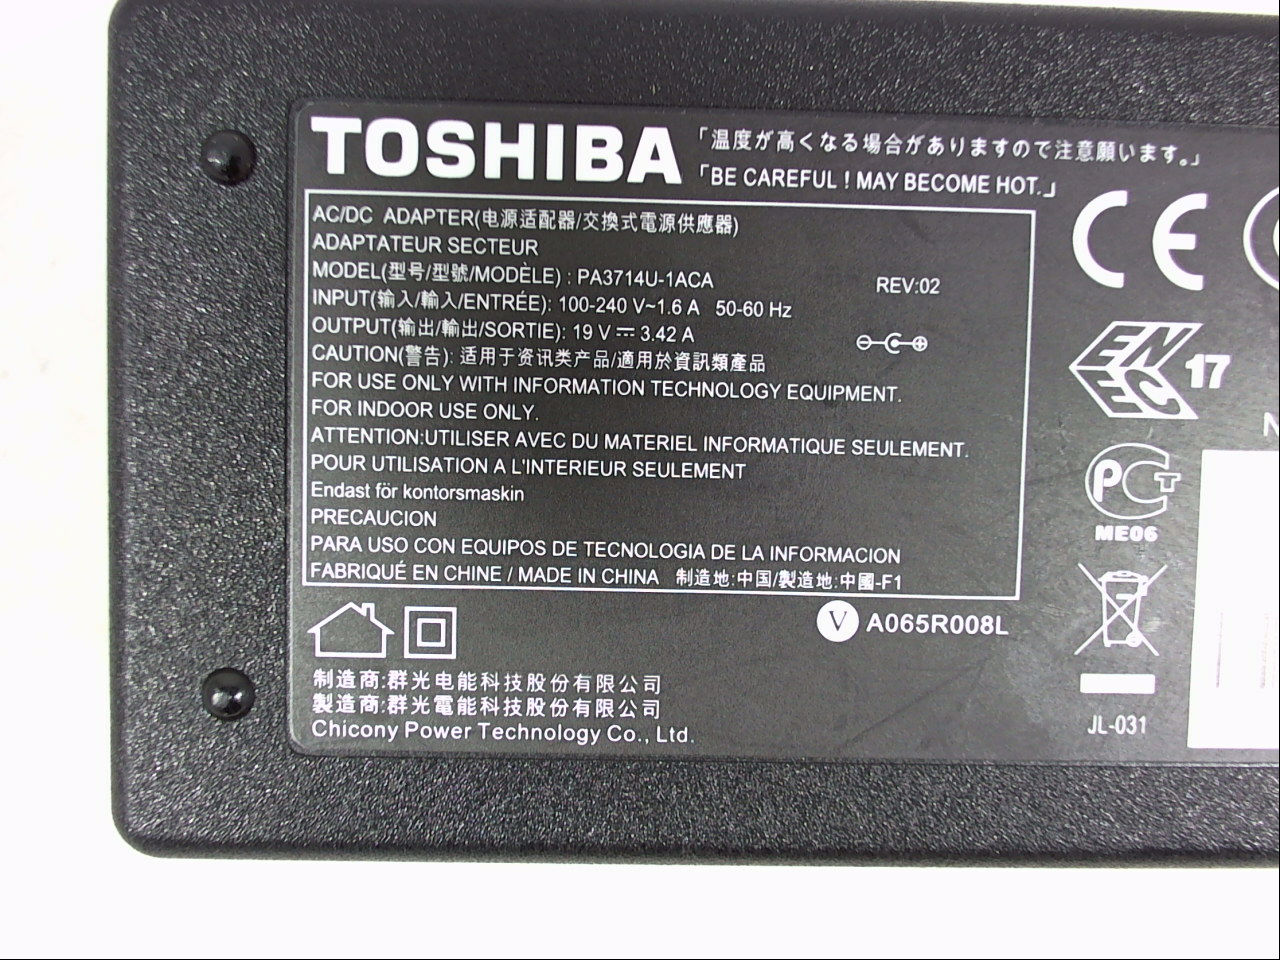 TOSHIBA
「温度が高くなる場合がありますので注意願います。」
「BE CAREFUL ! MAY BECOME HOT.」
AC/DC ADAPTER(电源适配器/交換式電源供應器)
ADAPTATEUR SECTEUR
MODEL(型号/型號/MODÈLE) : PA3714U-1ACA
REV:02
INPUT(输入/輸入/ENTRÉE): 100-240 V~1.6 A 50-60 Hz
OUTPUT(输出/輸出/SORTIE): 19 V ⎓ 3.42 A
CAUTION(警告): 适用于资讯类产品/適用於資訊類產品
FOR USE ONLY WITH INFORMATION TECHNOLOGY EQUIPMENT.
FOR INDOOR USE ONLY.
ATTENTION:UTILISER AVEC DU MATERIEL INFORMATIQUE SEULEMENT.
POUR UTILISATION A L'INTERIEUR SEULEMENT
Endast för kontorsmaskin
PRECAUCION
PARA USO CON EQUIPOS DE TECNOLOGIA DE LA INFORMACION
FABRIQUÉ EN CHINE / MADE IN CHINA 制造地:中国/製造地:中國-F1
V A065R008L
制造商:群光电能科技股份有限公司
製造商:群光電能科技股份有限公司
Chicony Power Technology Co., Ltd.
CE
ENEC 17
PCT
ME06
JL-031